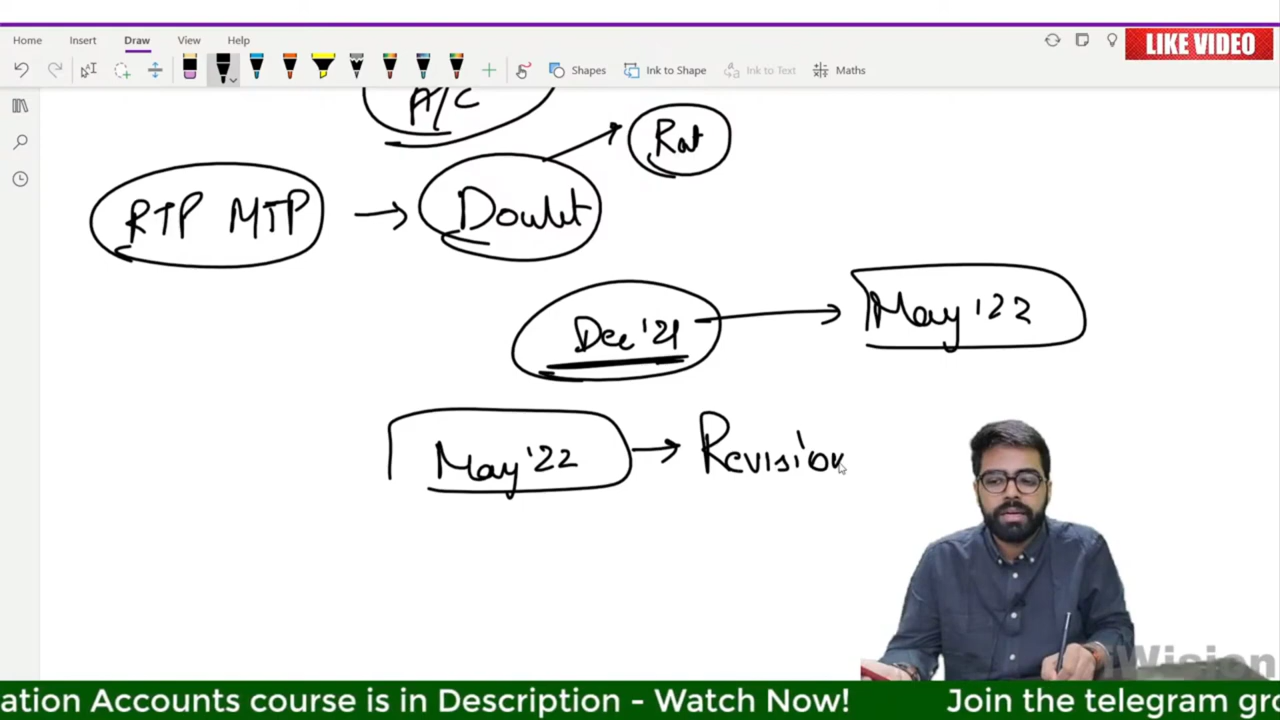 Home Insert Draw View Help
LIKE VIDEO
Shapes Ink to Shape Ink to Text Maths
A/C
Rat
RTP MTP → Doubt
Dec '21 → May '22
May '22 → Revision
Wision
ation Accounts course is in Description - Watch Now! Join the telegram gro